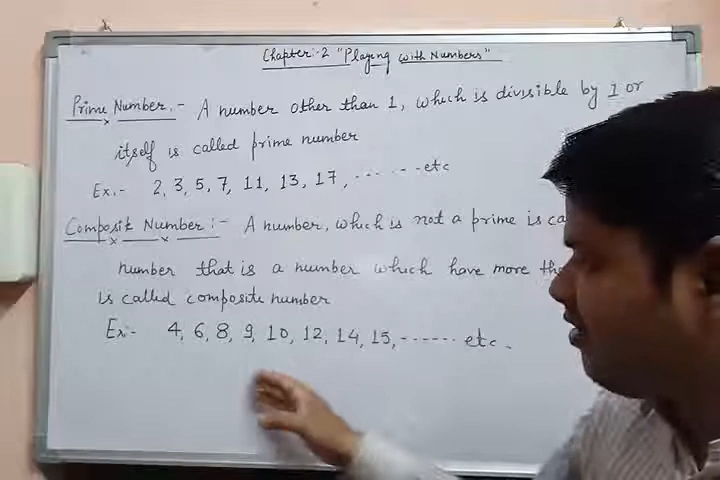 Chapter:-2 "Playing with Numbers"
Prime Number.- A number other than 1, which is divisible by 1 or
itself is called prime number
Ex.- 2, 3, 5, 7, 11, 13, 17, ...... etc
Composite Number:- A number, which is not a prime is ca
number that is a number which have more tha
is called composite number
Ex:- 4, 6, 8, 9, 10, 12, 14, 15, ------ etc.